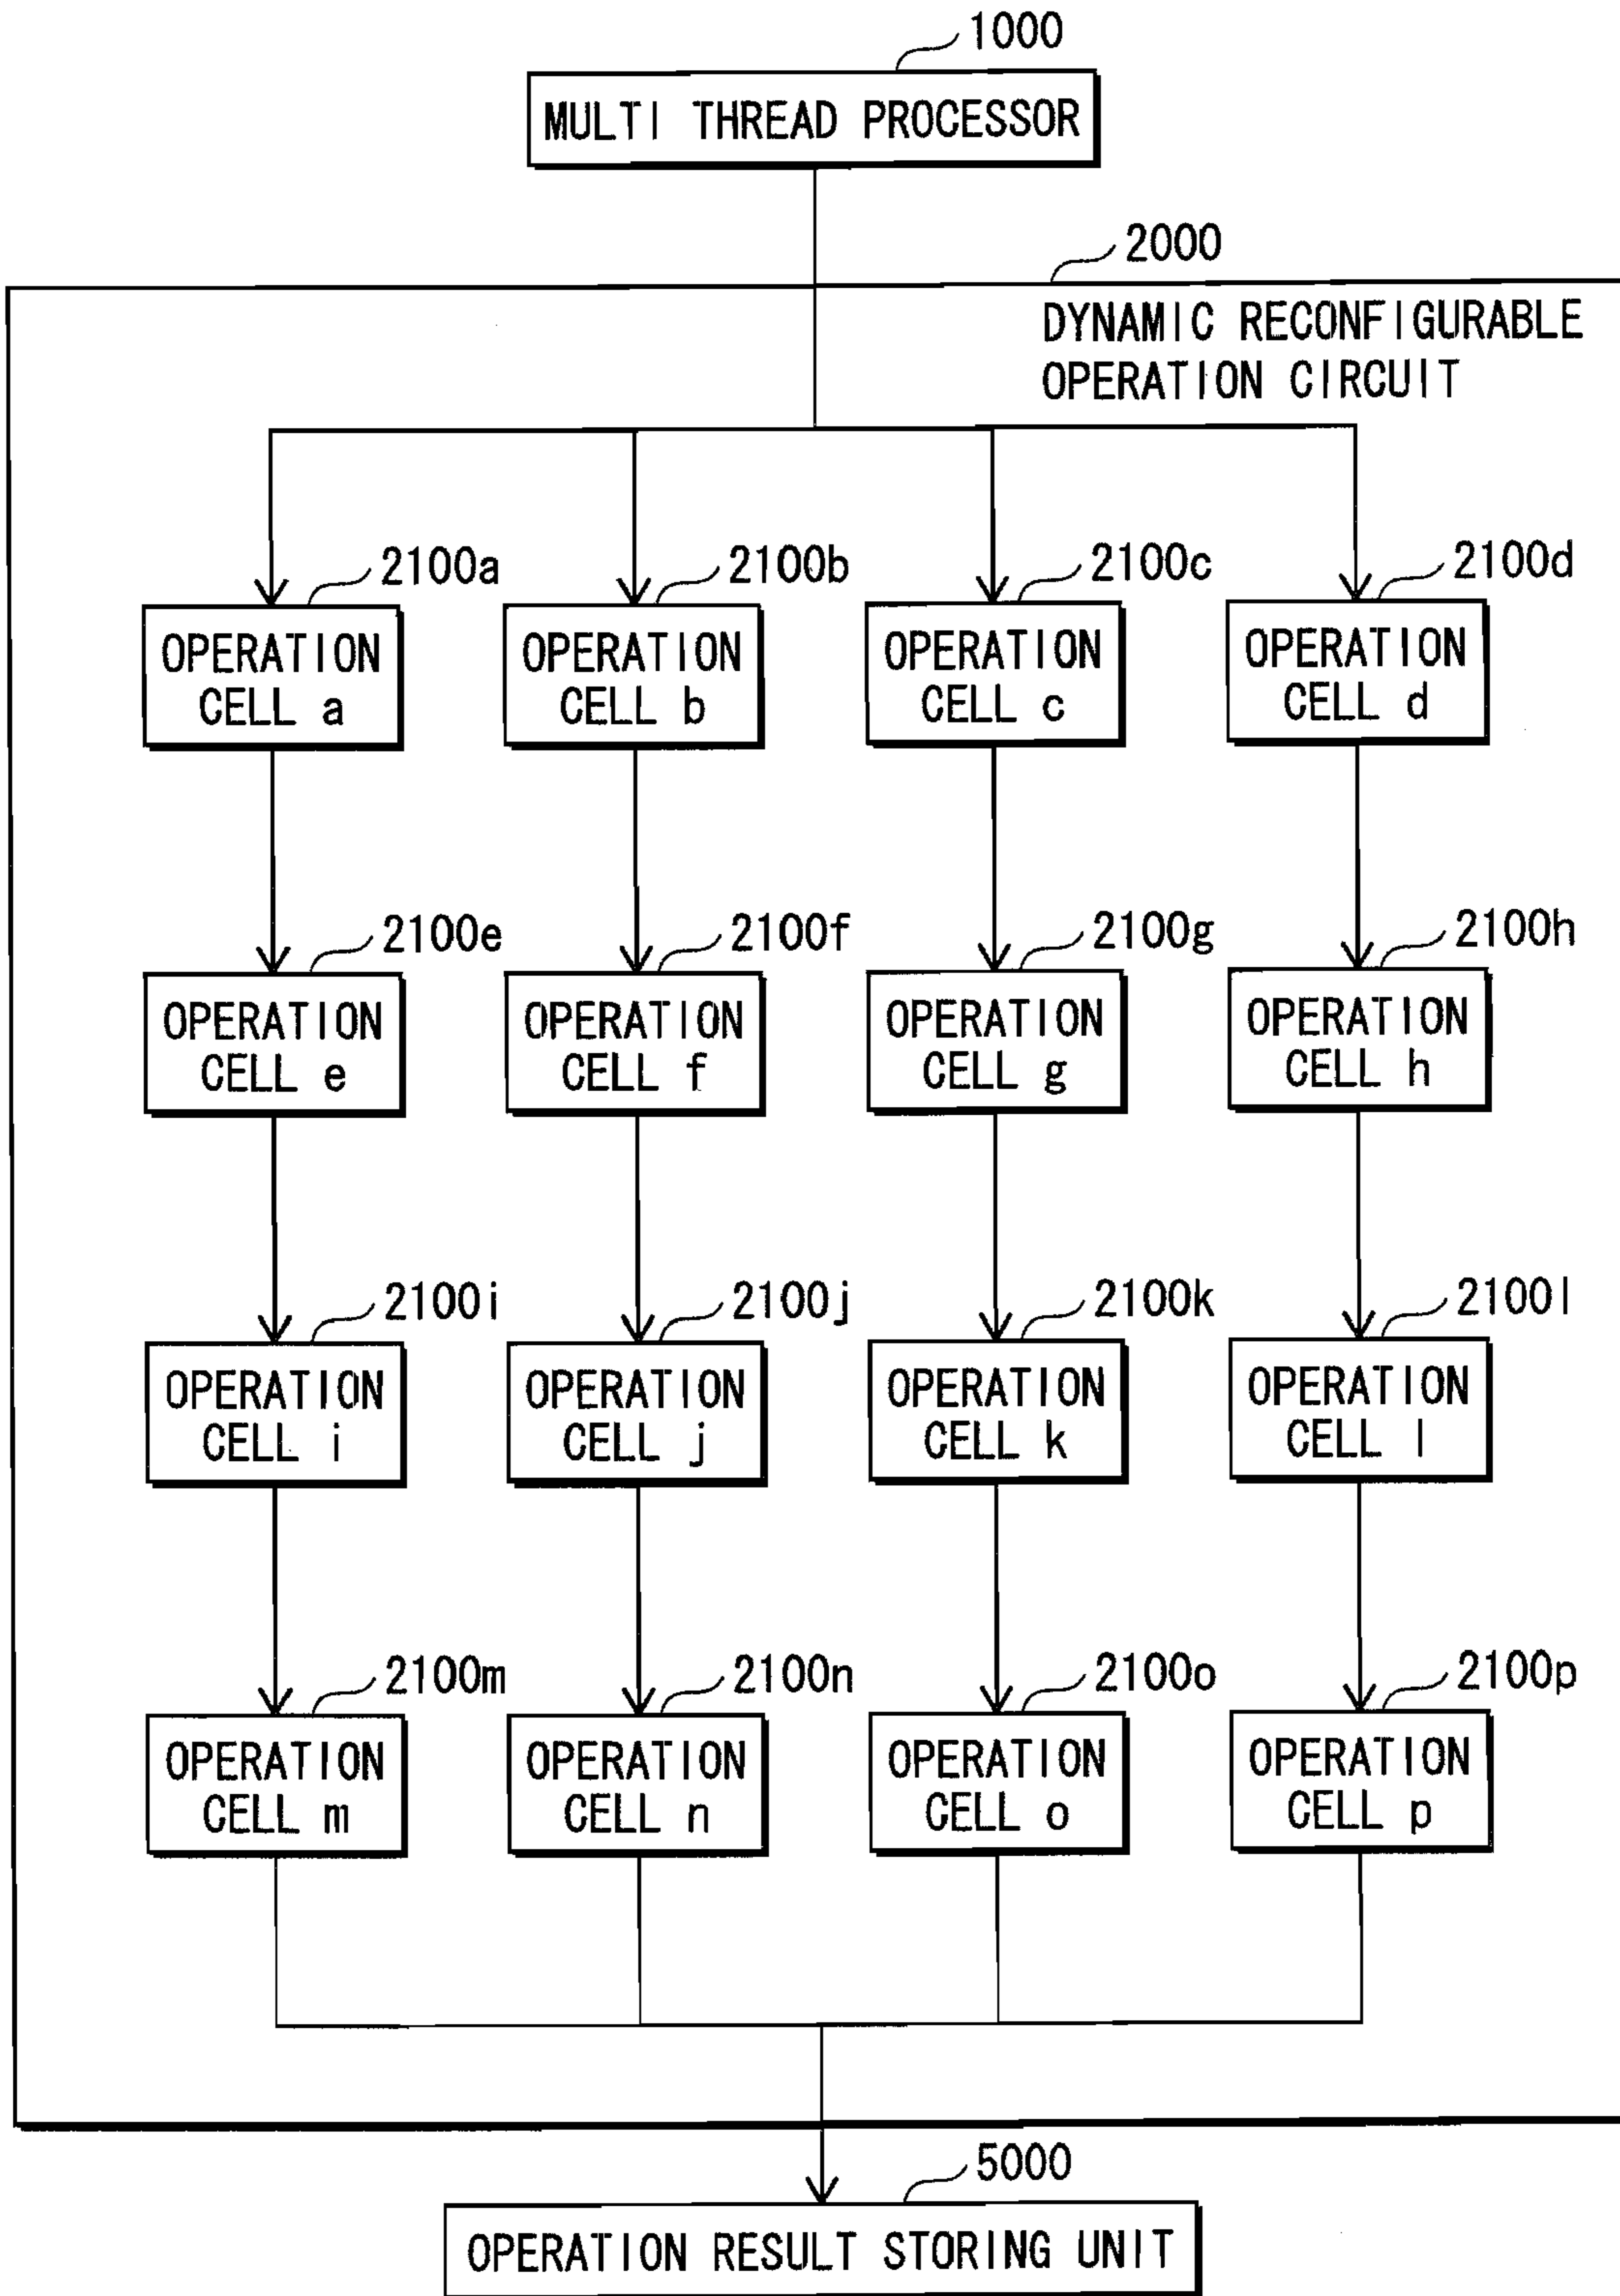 1000
MULTI THREAD PROCESSOR
2000
DYNAMIC RECONFIGURABLE
OPERATION CIRCUIT
2100a
2100b
2100c
2100d
OPERATION
CELL a
OPERATION
CELL b
OPERATION
CELL c
OPERATION
CELL d
2100e
2100f
2100g
2100h
OPERATION
CELL e
OPERATION
CELL f
OPERATION
CELL g
OPERATION
CELL h
2100i
2100j
2100k
2100l
OPERATION
CELL i
OPERATION
CELL j
OPERATION
CELL k
OPERATION
CELL l
2100m
2100n
2100o
2100p
OPERATION
CELL m
OPERATION
CELL n
OPERATION
CELL o
OPERATION
CELL p
5000
OPERATION RESULT STORING UNIT